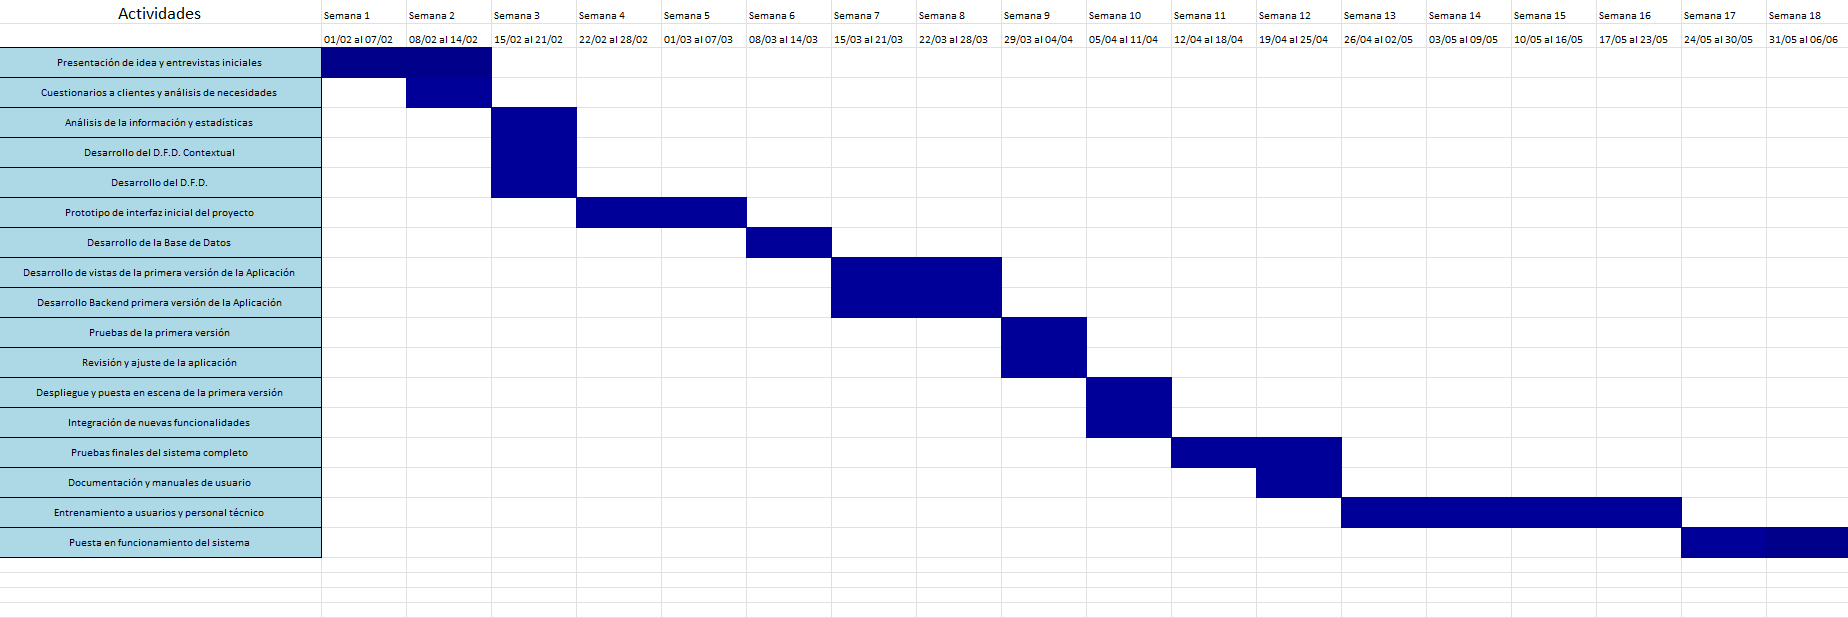 Actividades
Semana 1 Semana 2 Semana 3 Semana 4 Semana 5 Semana 6 Semana 7 Semana 8 Semana 9 Semana 10 Semana 11 Semana 12 Semana 13 Semana 14 Semana 15 Semana 16 Semana 17 Semana 18
01/02 al 07/02 08/02 al 14/02 15/02 al 21/02 22/02 al 28/02 01/03 al 07/03 08/03 al 14/03 15/03 al 21/03 22/03 al 28/03 29/03 al 04/04 05/04 al 11/04 12/04 al 18/04 19/04 al 25/04 26/04 al 02/05 03/05 al 09/05 10/05 al 16/05 17/05 al 23/05 24/05 al 30/05 31/05 al 06/06
Presentación de idea y entrevistas iniciales
Cuestionarios a clientes y análisis de necesidades
Análisis de la información y estadísticas
Desarrollo del D.F.D. Contextual
Desarrollo del D.F.D.
Prototipo de interfaz inicial del proyecto
Desarrollo de la Base de Datos
Desarrollo de vistas de la primera versión de la Aplicación
Desarrollo Backend primera versión de la Aplicación
Pruebas de la primera versión
Revisión y ajuste de la aplicación
Despliegue y puesta en escena de la primera versión
Integración de nuevas funcionalidades
Pruebas finales del sistema completo
Documentación y manuales de usuario
Entrenamiento a usuarios y personal técnico
Puesta en funcionamiento del sistema